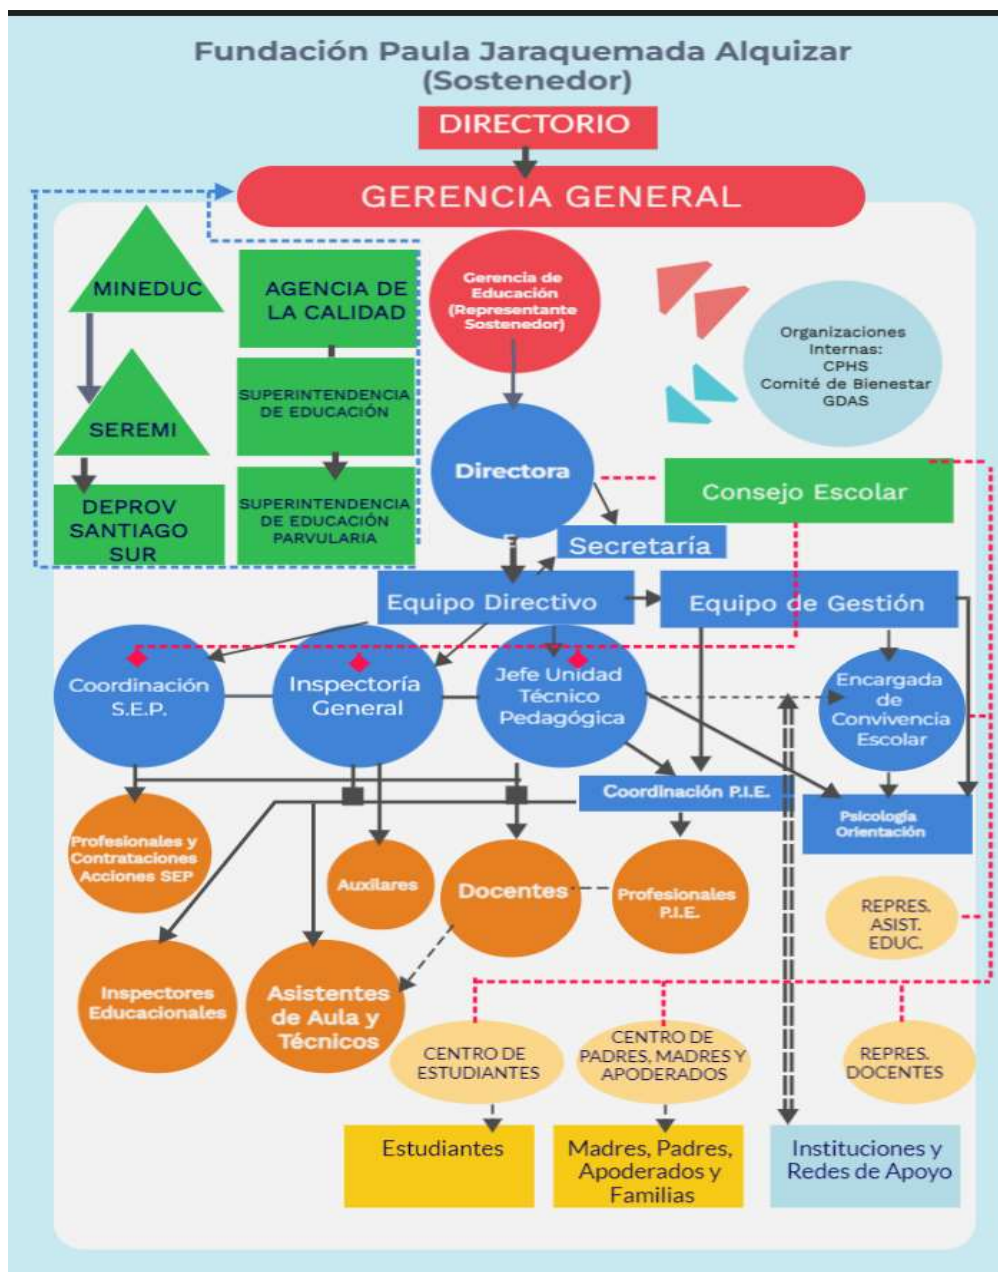 Fundación Paula Jaraquemada Alquizar
(Sostenedor)
DIRECTORIO
GERENCIA GENERAL
MINEDUC
AGENCIA DE
LA CALIDAD
Gerencia de
Educación
(Representante
Sostenedor)
Organizaciones
Internas:
CPHS
Comité de Bienestar
GDAS
SEREMI
SUPERINTENDENCIA
DE EDUCACIÓN
Directora
Consejo Escolar
DEPROV
SANTIAGO
SUR
SUPERINTENDENCIA
DE EDUCACIÓN
PARVULARIA
Secretaría
Equipo Directivo
Equipo de Gestión
Coordinación
S.E.P.
Inspectoría
General
Jefe Unidad
Técnico
Pedagógica
Encargada
de
Convivencia
Escolar
Coordinación P.I.E.
Psicología
Orientación
Profesionales y
Contrataciones
Acciones SEP
Auxilares
Docentes
Profesionales
P.I.E.
REPRES.
ASIST.
EDUC.
Inspectores
Educacionales
Asistentes
de Aula y
Técnicos
CENTRO DE
ESTUDIANTES
CENTRO DE
PADRES, MADRES Y
APODERADOS
REPRES.
DOCENTES
Estudiantes
Madres, Padres,
Apoderados y
Familias
Instituciones y
Redes de Apoyo